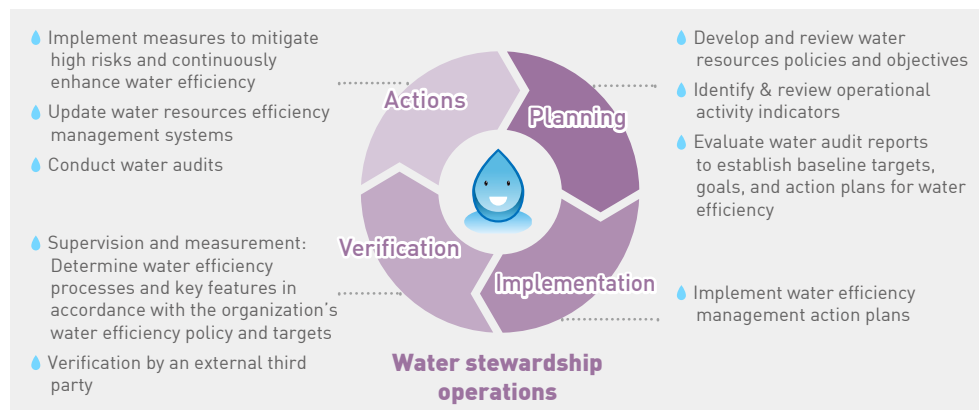 Implement measures to mitigate
high risks and continuously
enhance water efficiency
Update water resources efficiency
management systems
Conduct water audits
Supervision and measurement:
Determine water efficiency
processes and key features in
accordance with the organization's
water efficiency policy and targets
Verification by an external third
party
Actions
Planning
Verification
Implementation
Water stewardship
operations
Develop and review water
resources policies and objectives
Identify & review operational
activity indicators
Evaluate water audit reports
to establish baseline targets,
goals, and action plans for water
efficiency
Implement water efficiency
management action plans